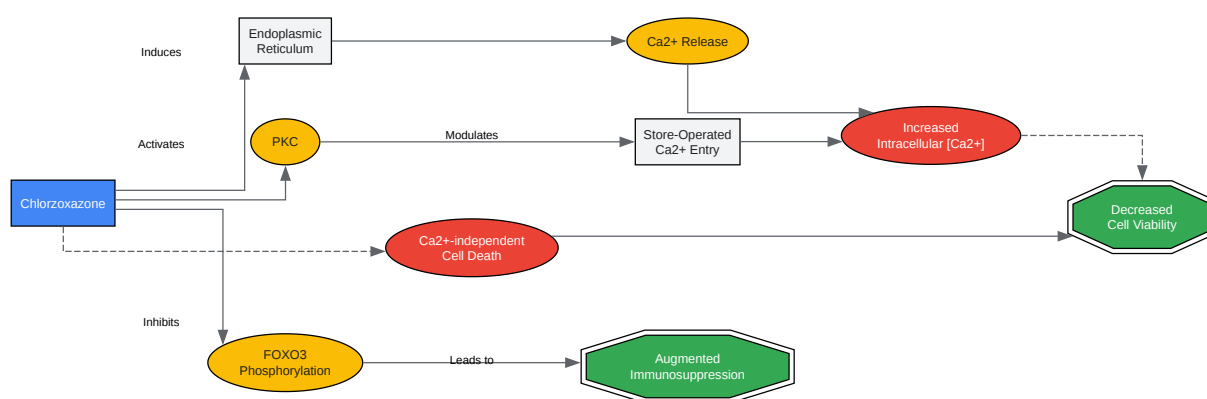 Endoplasmic
Reticulum
Ca2+ Release
Induces
Increased
Intracellular [Ca2+]
Store-Operated
Ca2+ Entry
Modulates
PKC
Activates
Chlorzoxazone
Decreased
Cell Viability
Ca2+-independent
Cell Death
Inhibits
FOXO3
Phosphorylation
Leads to
Augmented
Immunosuppression